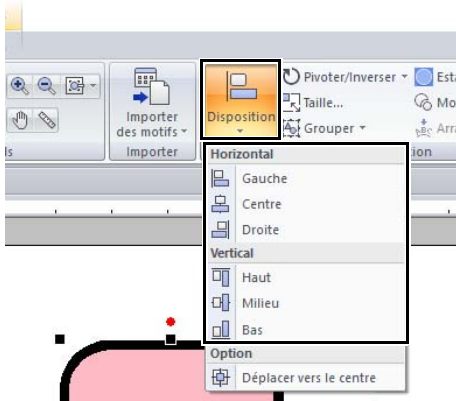 Pivoter/Inverser
Taille...
Grouper
Importer
des motifs
Disposition
Importer
Horizontal
Gauche
Centre
Droite
Vertical
Haut
Milieu
Bas
Option
Déplacer vers le centre